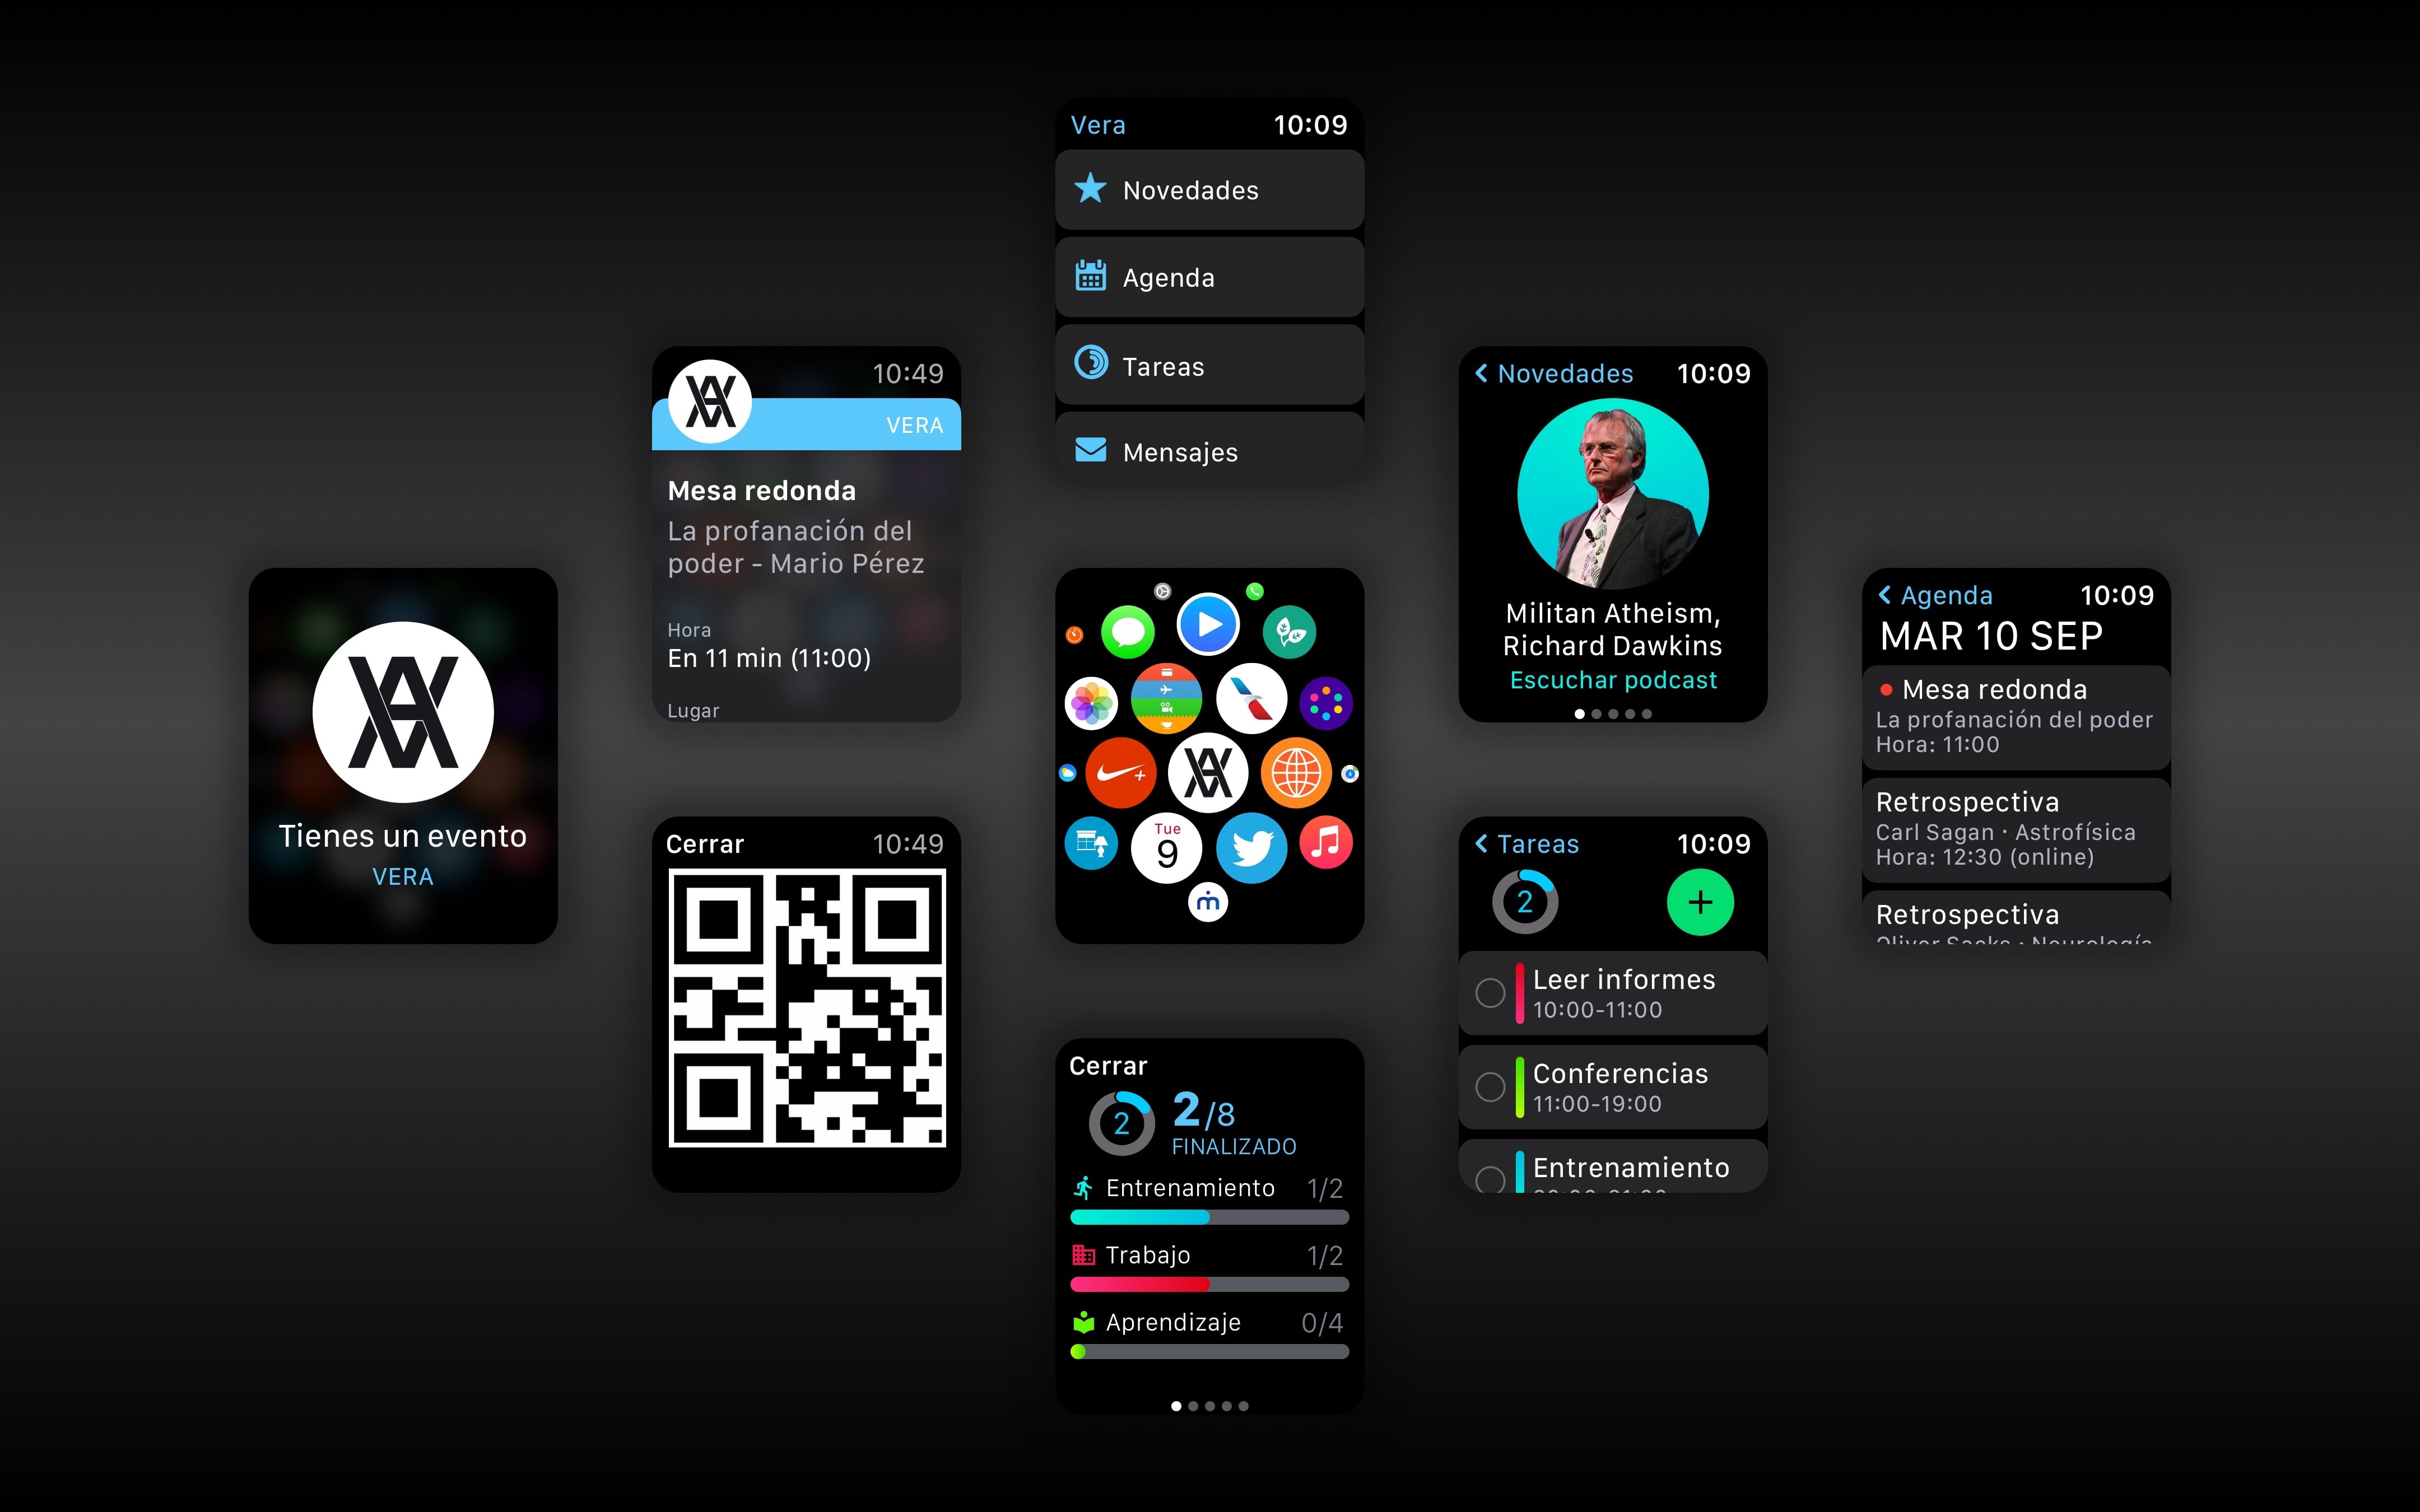 Tienes un evento
VERA
10:49
VERA
Mesa redonda
La profanación del
poder - Mario Pérez
Hora
En 11 min (11:00)
Lugar
Cerrar 10:49
Vera 10:09
Novedades
Agenda
Tareas
Mensajes
Tue
9
Cerrar
2 2/8
FINALIZADO
Entrenamiento 1/2
Trabajo 1/2
Aprendizaje 0/4
Novedades 10:09
Militan Atheism,
Richard Dawkins
Escuchar podcast
Tareas 10:09
2
Leer informes
10:00-11:00
Conferencias
11:00-19:00
Entrenamiento
Agenda 10:09
MAR 10 SEP
Mesa redonda
La profanación del poder
Hora: 11:00
Retrospectiva
Carl Sagan · Astrofísica
Hora: 12:30 (online)
Retrospectiva
Oliver Sacks · Neurología